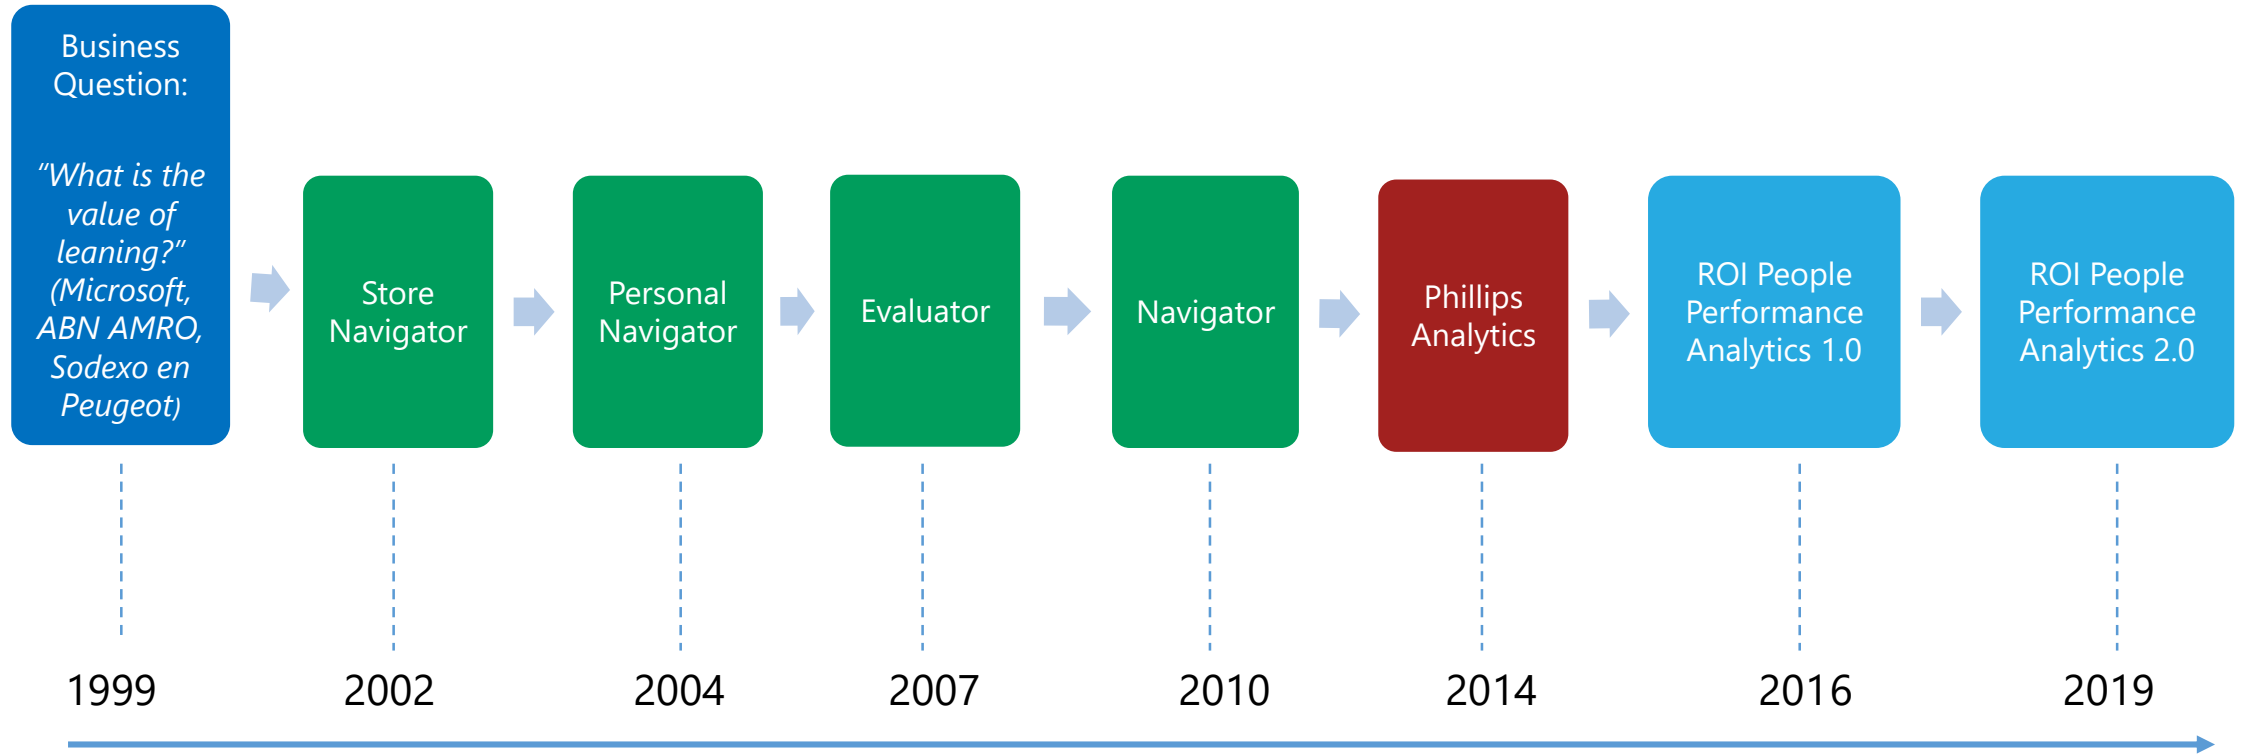 Business
Question:
“What is the
value of
leaning?”
(Microsoft,
ABN AMRO,
Sodexo en
Peugeot)
Store
Navigator
Personal
Navigator
Evaluator
Navigator
Phillips
Analytics
ROI People
Performance
Analytics 1.0
ROI People
Performance
Analytics 2.0
1999
2002
2004
2007
2010
2014
2016
2019